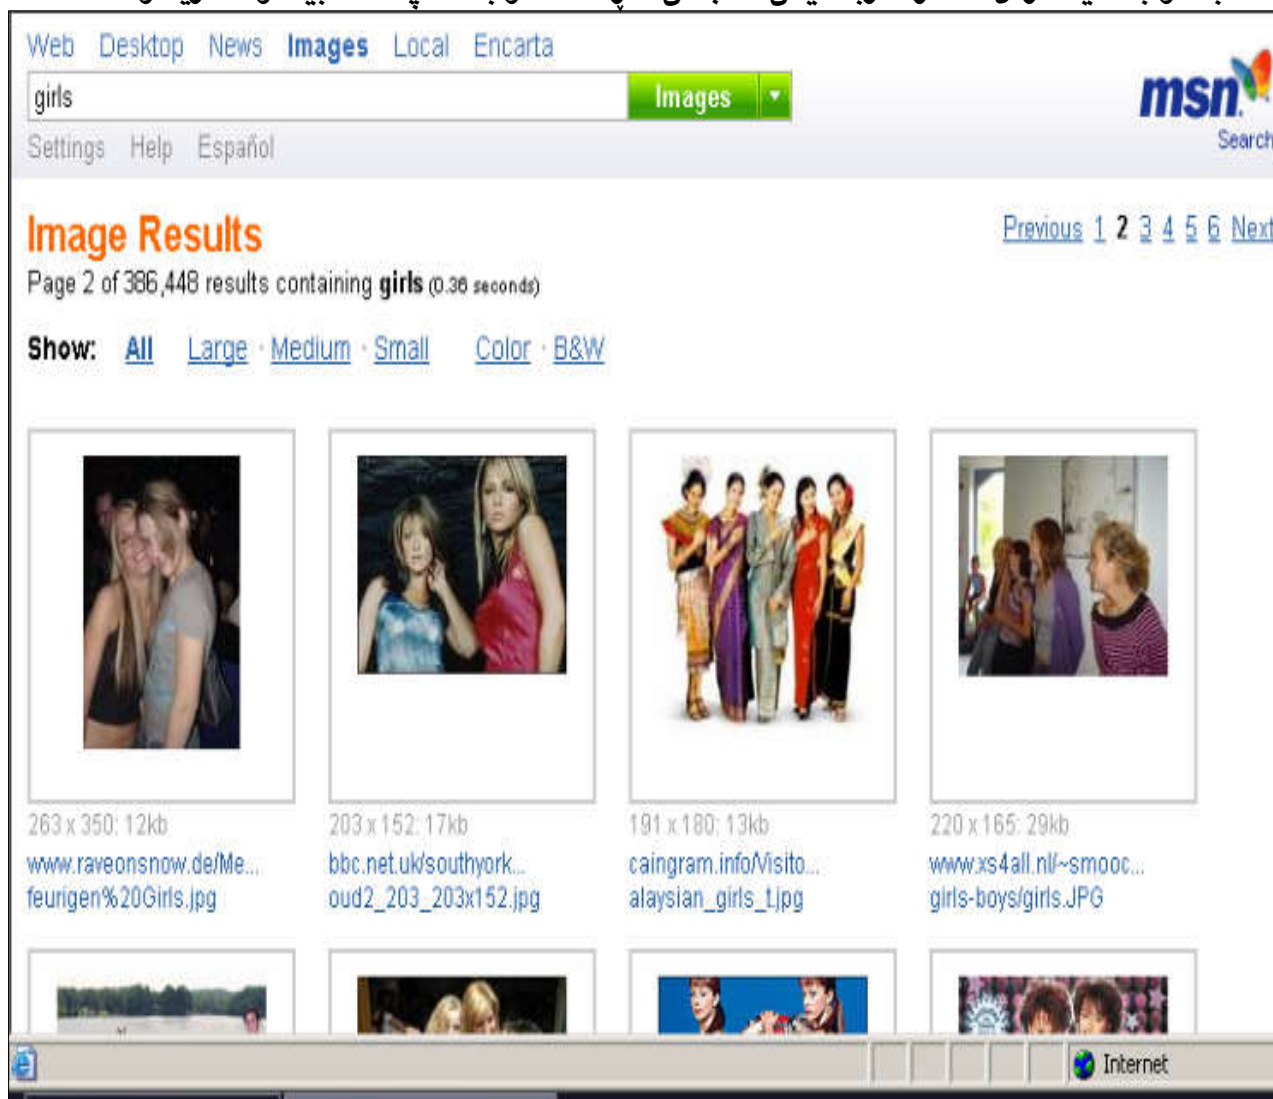 Web Desktop News Images Local Encarta
girls Images
msn
Search
Settings Help Español
Image Results
Previous 1 2 3 4 5 6 Next
Page 2 of 386,448 results containing girls (0.36 seconds)
Show: All Large · Medium · Small Color · B&W
263 x 350: 12kb
www.raveonsnow.de/Me...
feurigen%20Girls.jpg
203 x 152: 17kb
bbc.net.uk/southyork...
oud2_203_203x152.jpg
191 x 180: 13kb
caingram.info/Visito...
alaysian_girls_t.jpg
220 x 165: 29kb
www.xs4all.nl/~smooc...
girls-boys/girls.JPG
Internet